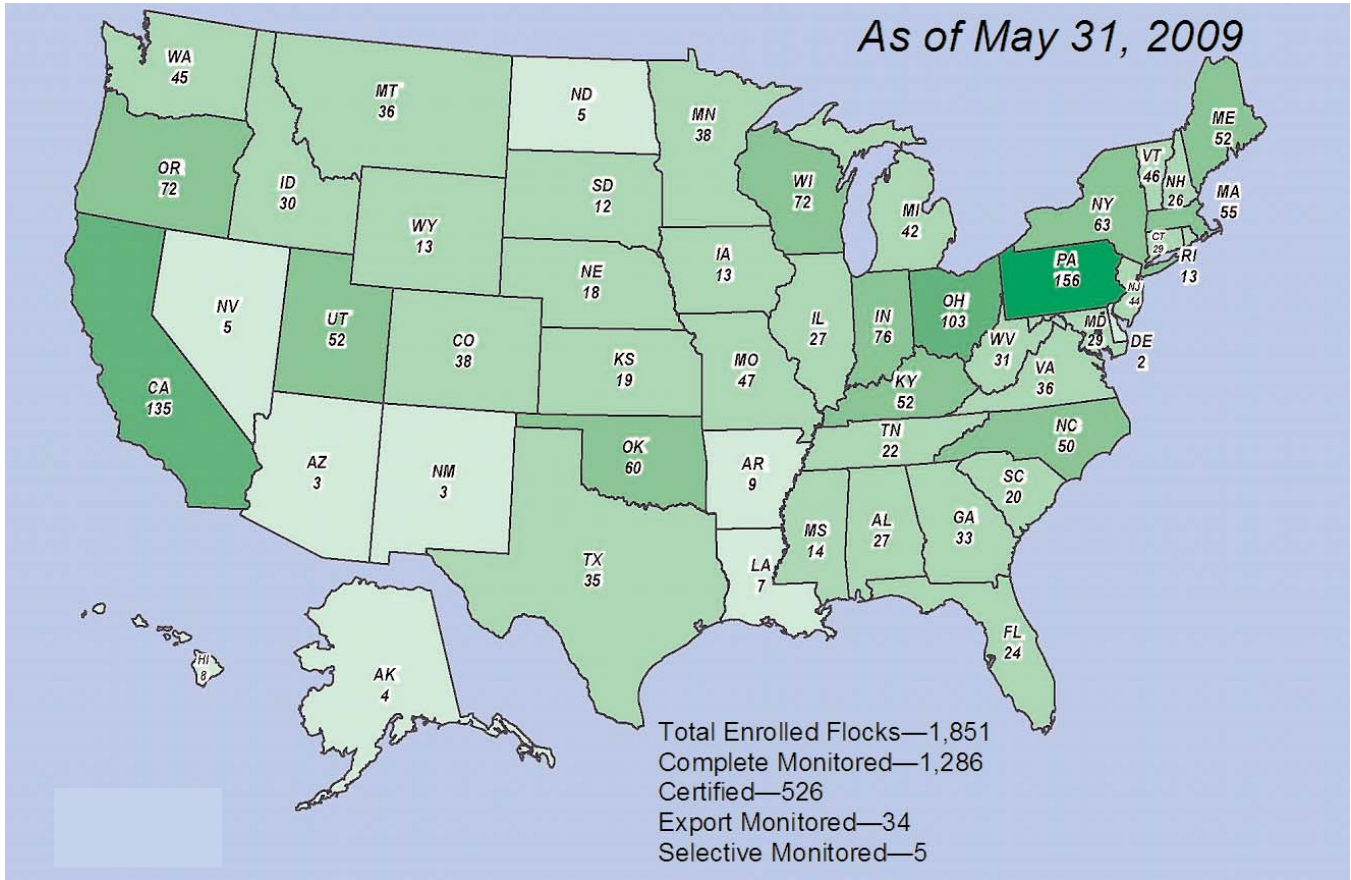 As of May 31, 2009
WA
45
MT
36
ND
5
MN
38
ME
52
VT
46
NH
26
MA
55
OR
72
ID
30
SD
12
WI
72
MI
42
NY
63
WY
13
CT
29
RI
13
IA
13
PA
156
NE
18
NJ
44
NV
5
UT
52
CO
38
IL
27
IN
76
OH
103
WV
31
MD
29
DE
2
CA
135
KS
19
MO
47
KY
52
VA
36
AZ
3
NM
3
OK
60
AR
9
TN
22
NC
50
SC
20
TX
35
LA
7
MS
14
AL
27
GA
33
HI
8
AK
4
FL
24
Total Enrolled Flocks—1,851
Complete Monitored—1,286
Certified—526
Export Monitored—34
Selective Monitored—5